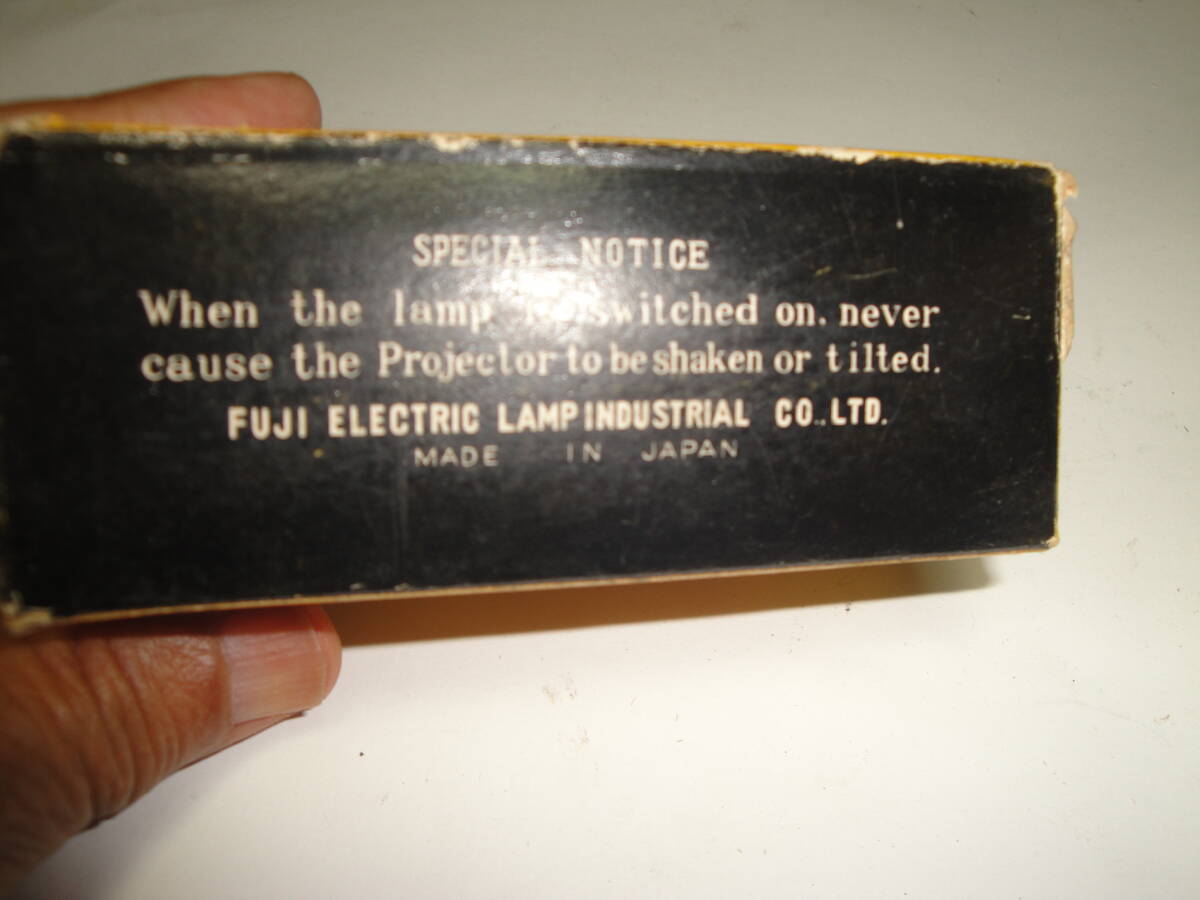 SPECIAL NOTICE
When the lamp is switched on. never
cause the Projector to be shaken or tilted.
FUJI ELECTRIC LAMP INDUSTRIAL CO., LTD.
MADE IN JAPAN